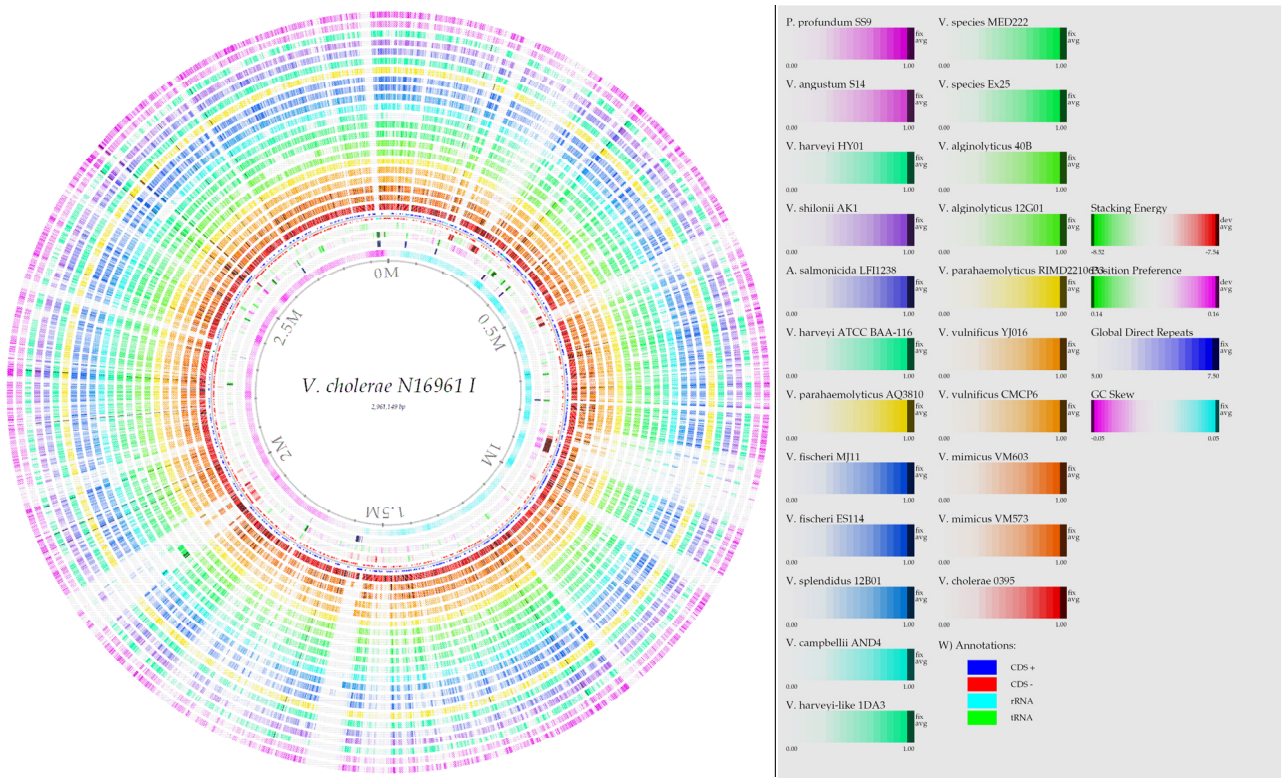 0M
0.5M
1M
1.5M
2M
2.5M
V. cholerae N16961 I
2,961,149 bp
P. profundum SS9
fix
avg
0.00 1.00
V. angustum S14
fix
avg
0.00 1.00
V. harveyi HY01
fix
avg
0.00 1.00
V. shilonii AK1
fix
avg
0.00 1.00
A. salmonicida LFI1238
fix
avg
0.00 1.00
V. harveyi ATCC BAA-116
fix
avg
0.00 1.00
V. parahaemolyticus AQ3810
fix
avg
0.00 1.00
V. fischeri MJ11
fix
avg
0.00 1.00
V. fischeri ES114
fix
avg
0.00 1.00
V. splendidus 12B01
fix
avg
0.00 1.00
V. campbellii AND4
fix
avg
0.00 1.00
V. harveyi-like 1DA3
fix
avg
0.00 1.00
V. species MED222
fix
avg
0.00 1.00
V. species Ex25
fix
avg
0.00 1.00
V. alginolyticus 40B
fix
avg
0.00 1.00
V. alginolyticus 12G01
fix
avg
0.00 1.00
V. parahaemolyticus RIMD2210633
fix
avg
0.00 1.00
V. vulnificus YJ016
fix
avg
0.00 1.00
V. vulnificus CMCP6
fix
avg
0.00 1.00
V. mimicus VM603
fix
avg
0.00 1.00
V. mimicus VM573
fix
avg
0.00 1.00
V. cholerae 0395
fix
avg
0.00 1.00
W) Annotations:
CDS +
CDS -
rRNA
tRNA
Stacking Energy
dev
avg
-8.52 -7.54
Position Preference
dev
avg
0.14 0.16
Global Direct Repeats
fix
avg
5.00 7.50
GC Skew
fix
avg
-0.05 0.05